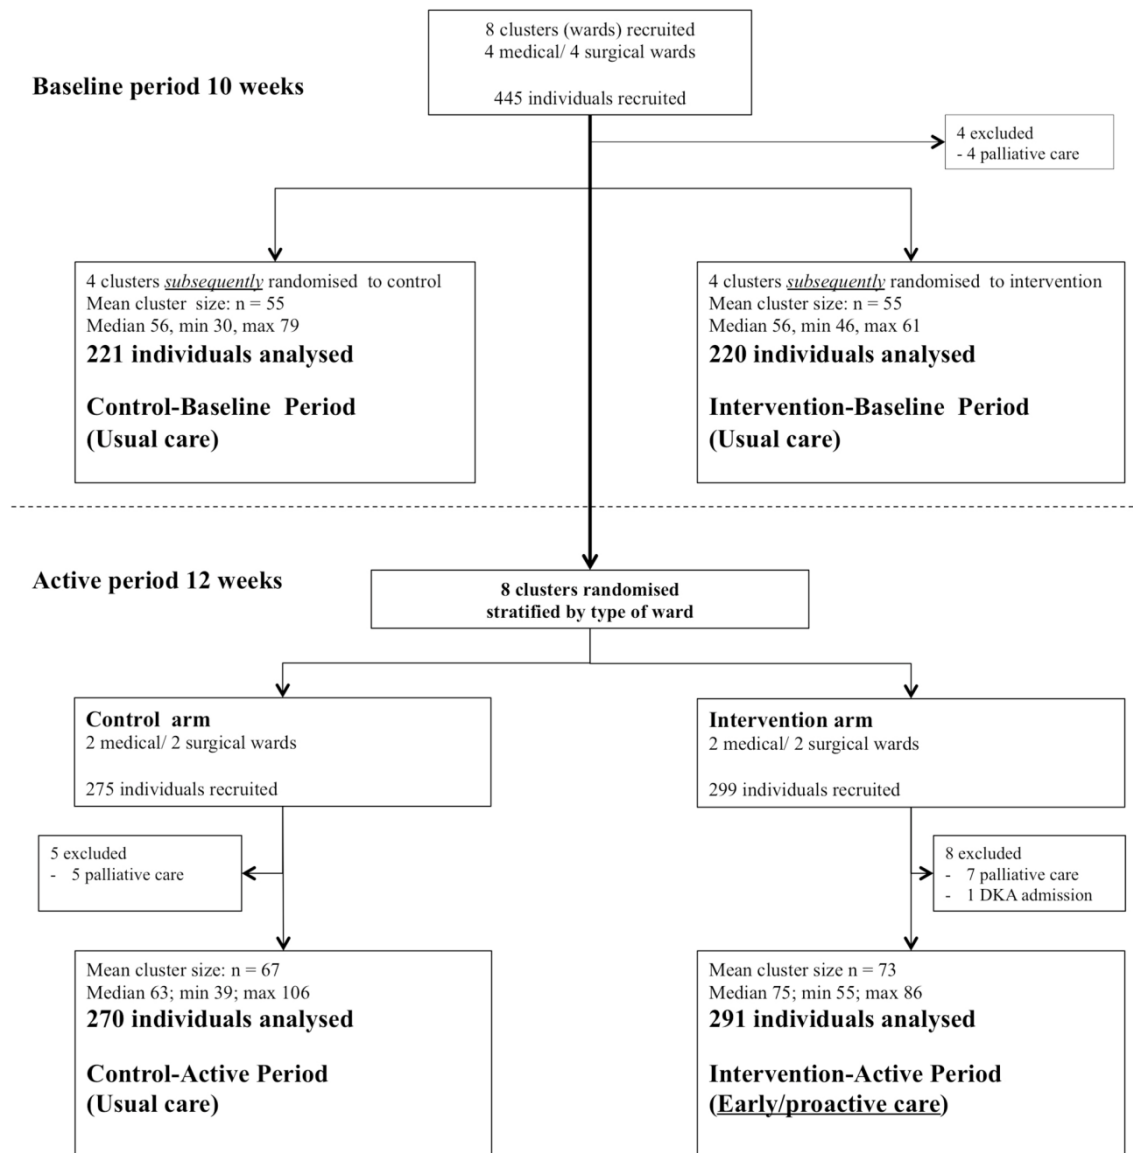 8 clusters (wards) recruited
4 medical/ 4 surgical wards
445 individuals recruited
Baseline period 10 weeks
4 excluded
- 4 palliative care
4 clusters subsequently randomised to control
Mean cluster size: n = 55
Median 56, min 30, max 79
221 individuals analysed
Control-Baseline Period
(Usual care)
4 clusters subsequently randomised to intervention
Mean cluster size: n = 55
Median 56, min 46, max 61
220 individuals analysed
Intervention-Baseline Period
(Usual care)
Active period 12 weeks
8 clusters randomised
stratified by type of ward
Control arm
2 medical/ 2 surgical wards
275 individuals recruited
Intervention arm
2 medical/ 2 surgical wards
299 individuals recruited
5 excluded
- 5 palliative care
8 excluded
- 7 palliative care
- 1 DKA admission
Mean cluster size: n = 67
Median 63; min 39; max 106
270 individuals analysed
Control-Active Period
(Usual care)
Mean cluster size n = 73
Median 75; min 55; max 86
291 individuals analysed
Intervention-Active Period
(Early/proactive care)